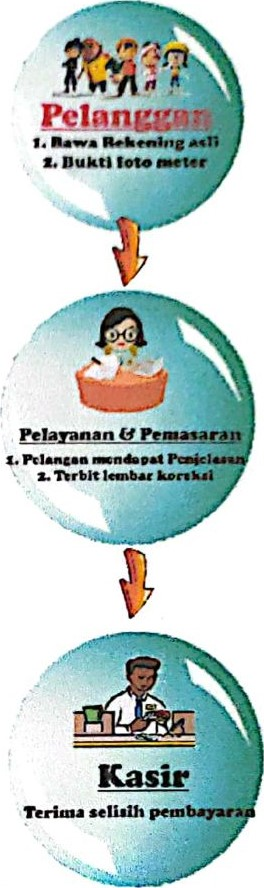 Pelanggan
1. Bawa Rekening asli
2. Bukti foto meter
Pelayanan & Pemasaran
1. Pelangan mendapat Penjelasan
2. Terbit lembar koreksi
Kasir
Terima selisih pembayaran